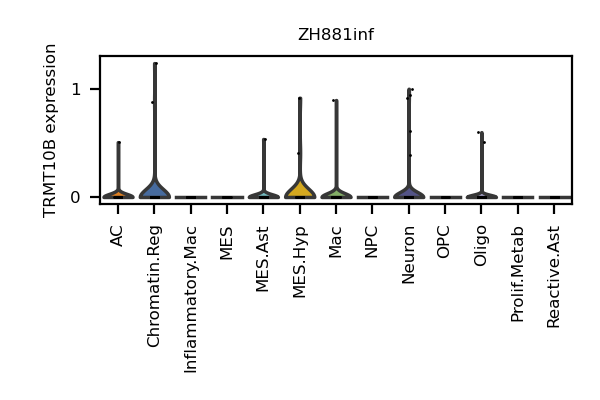 ZH881inf
TRMT10B expression
1
0
AC
Chromatin.Reg
Inflammatory.Mac
MES
MES.Ast
MES.Hyp
Mac
NPC
Neuron
OPC
Oligo
Prolif.Metab
Reactive.Ast